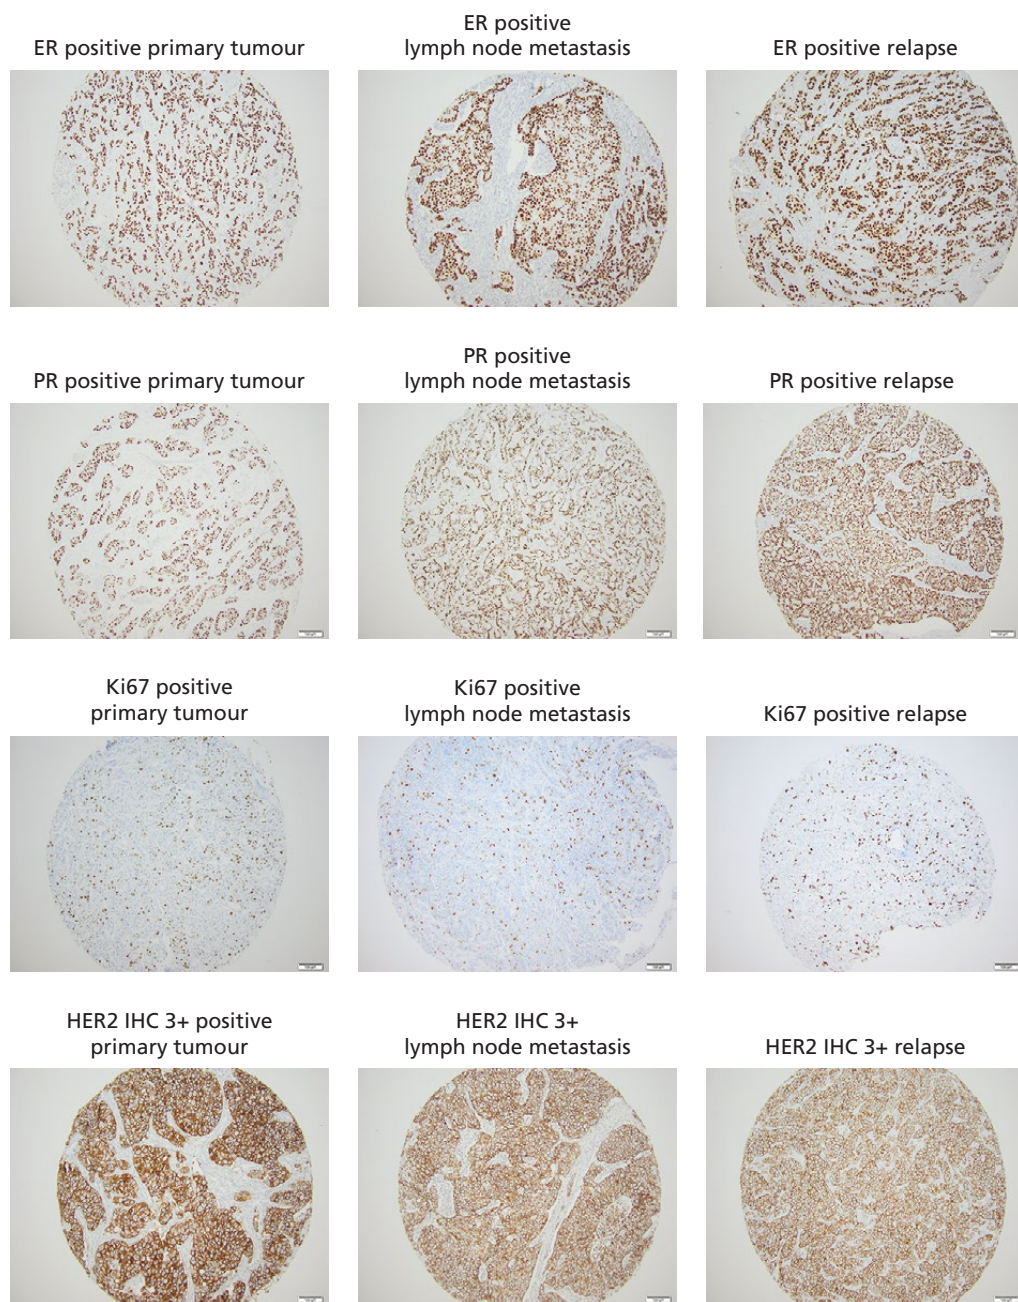 ER positive primary tumour
ER positive
lymph node metastasis
ER positive relapse
PR positive primary tumour
PR positive
lymph node metastasis
PR positive relapse
Ki67 positive
primary tumour
Ki67 positive
lymph node metastasis
Ki67 positive relapse
HER2 IHC 3+ positive
primary tumour
HER2 IHC 3+
lymph node metastasis
HER2 IHC 3+ relapse